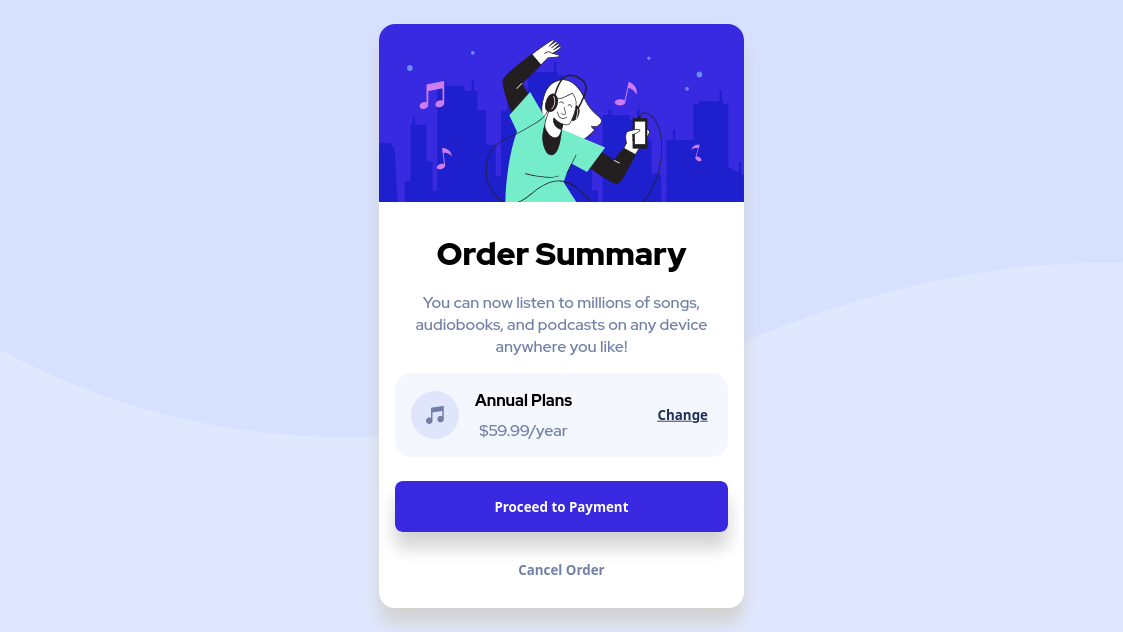 Order Summary
You can now listen to millions of songs,
audiobooks, and podcasts on any device
anywhere you like!
Annual Plans
$59.99/year
Change
Proceed to Payment
Cancel Order